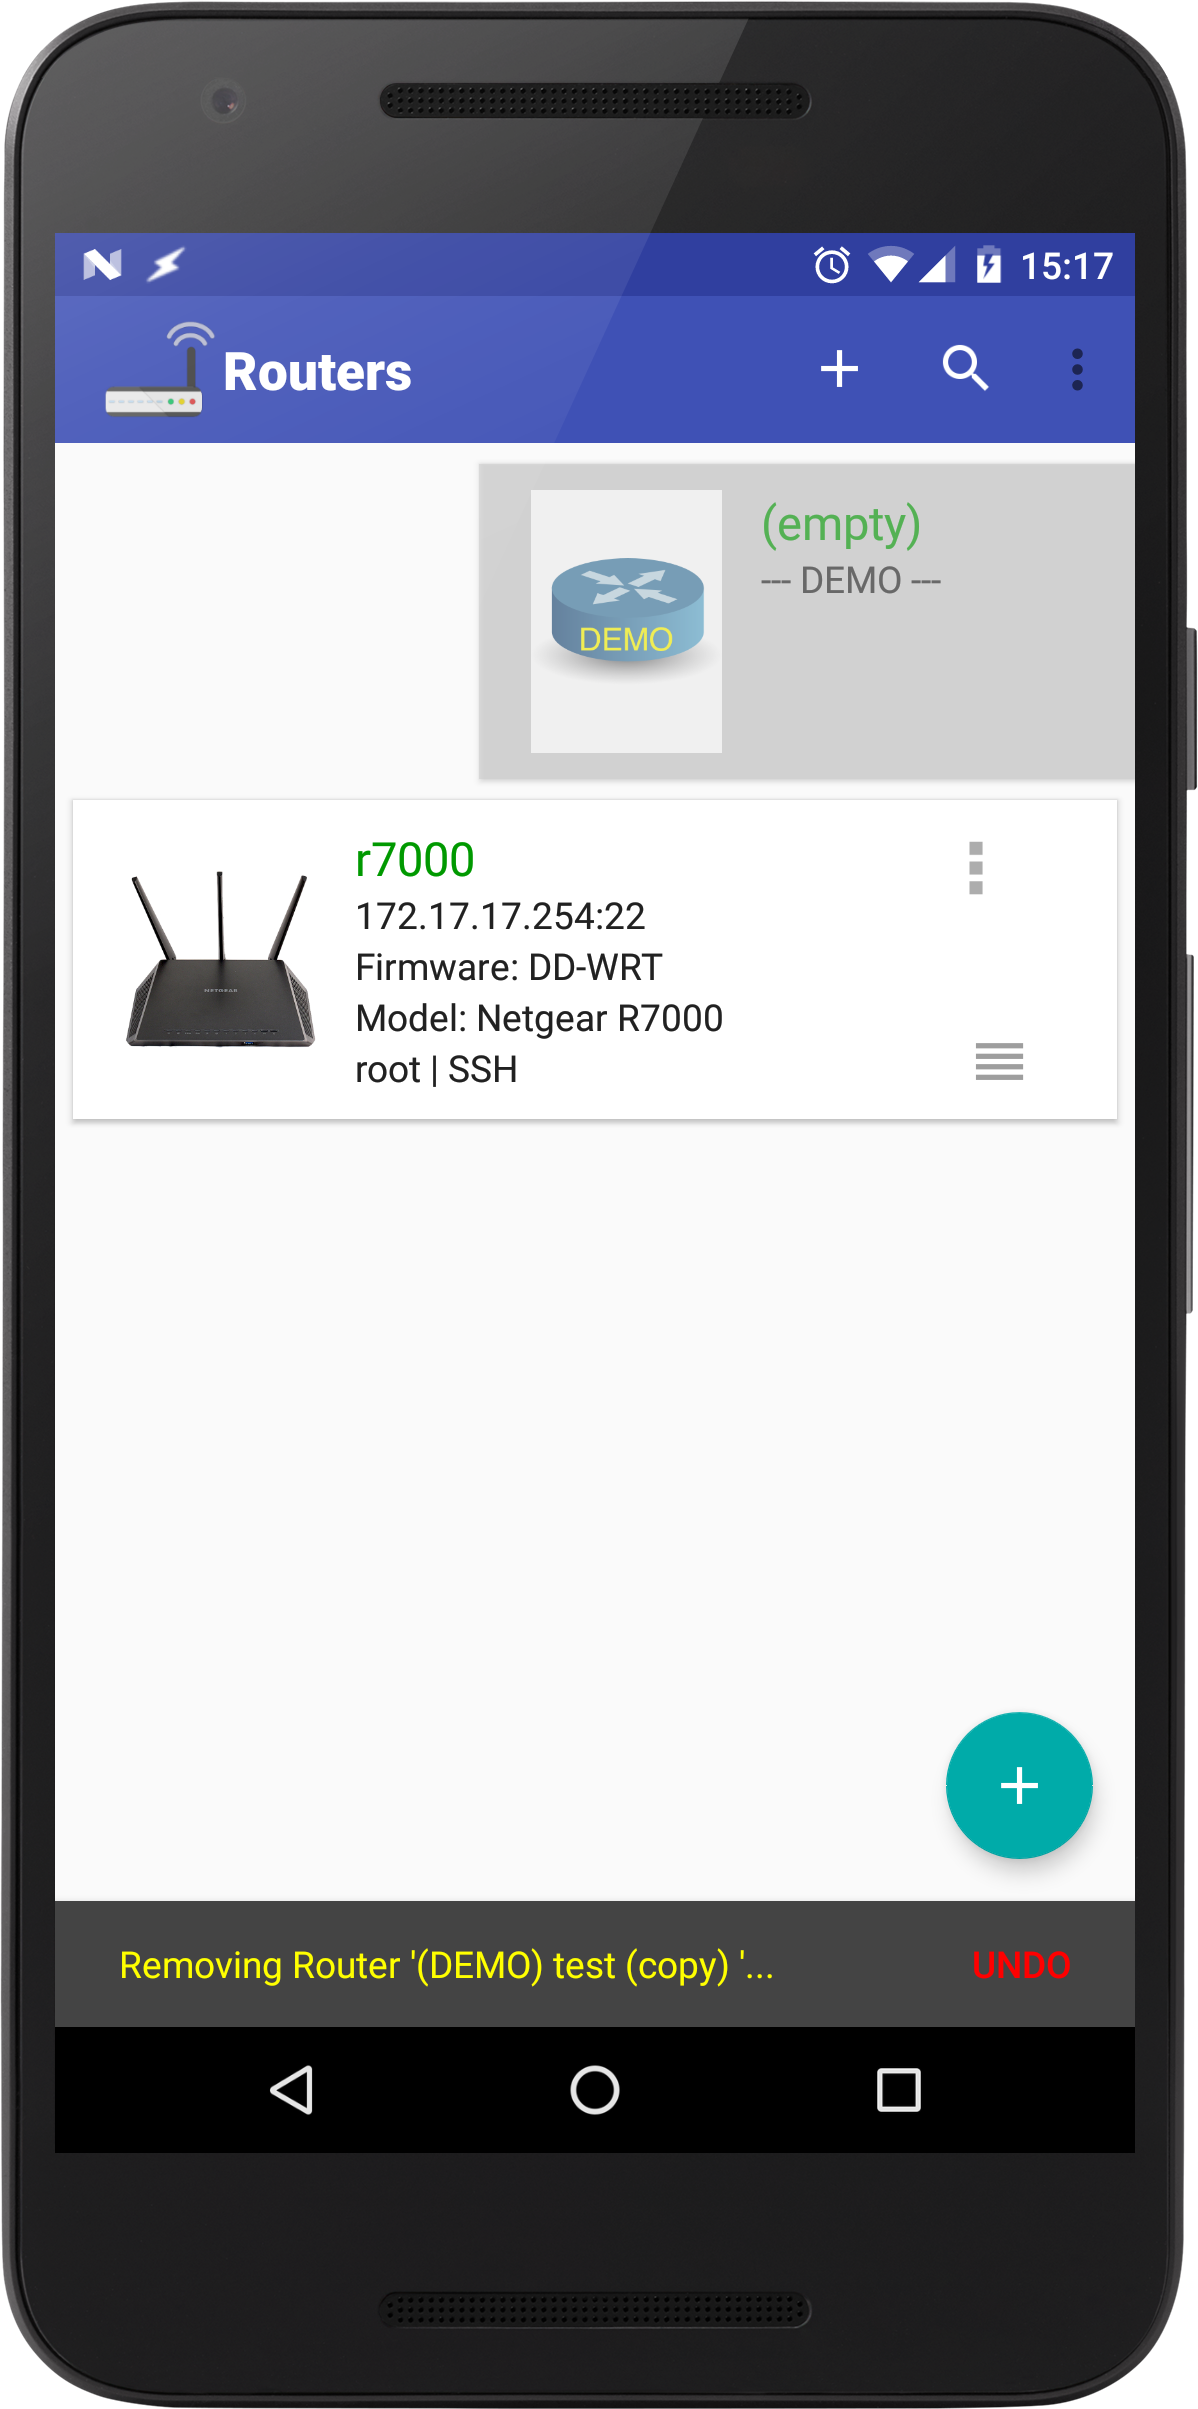 15:17
Routers
(empty)
--- DEMO ---
DEMO
r7000
172.17.17.254:22
Firmware: DD-WRT
Model: Netgear R7000
root | SSH
NETGEAR
Removing Router '(DEMO) test (copy) '...
UNDO